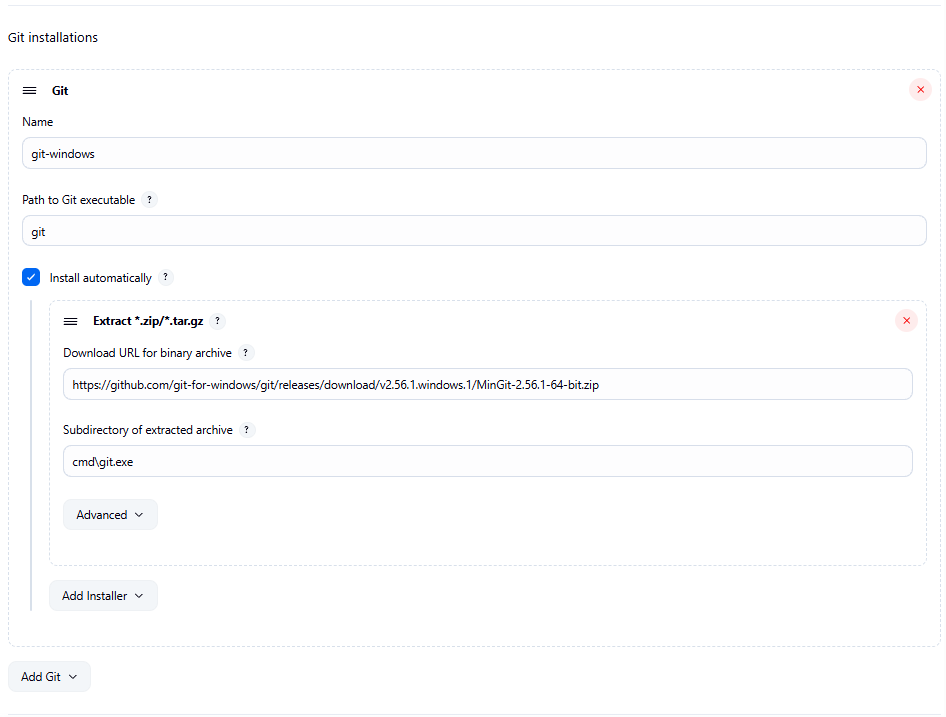 Git installations
Git
Name
git-windows
Path to Git executable ?
git
Install automatically ?
Extract *.zip/*.tar.gz ?
Download URL for binary archive ?
https://github.com/git-for-windows/git/releases/download/v2.56.1.windows.1/MinGit-2.56.1-64-bit.zip
Subdirectory of extracted archive ?
cmd\git.exe
Advanced
Add Installer
Add Git